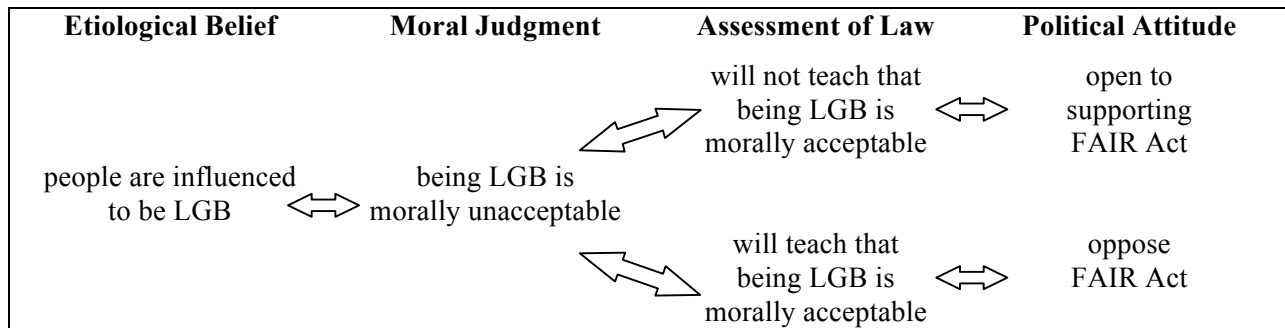 Etiological Belief Moral Judgment Assessment of Law Political Attitude
will not teach that
being LGB is
morally acceptable
open to
supporting
FAIR Act
people are influenced
to be LGB
being LGB is
morally unacceptable
will teach that
being LGB is
morally acceptable
oppose
FAIR Act